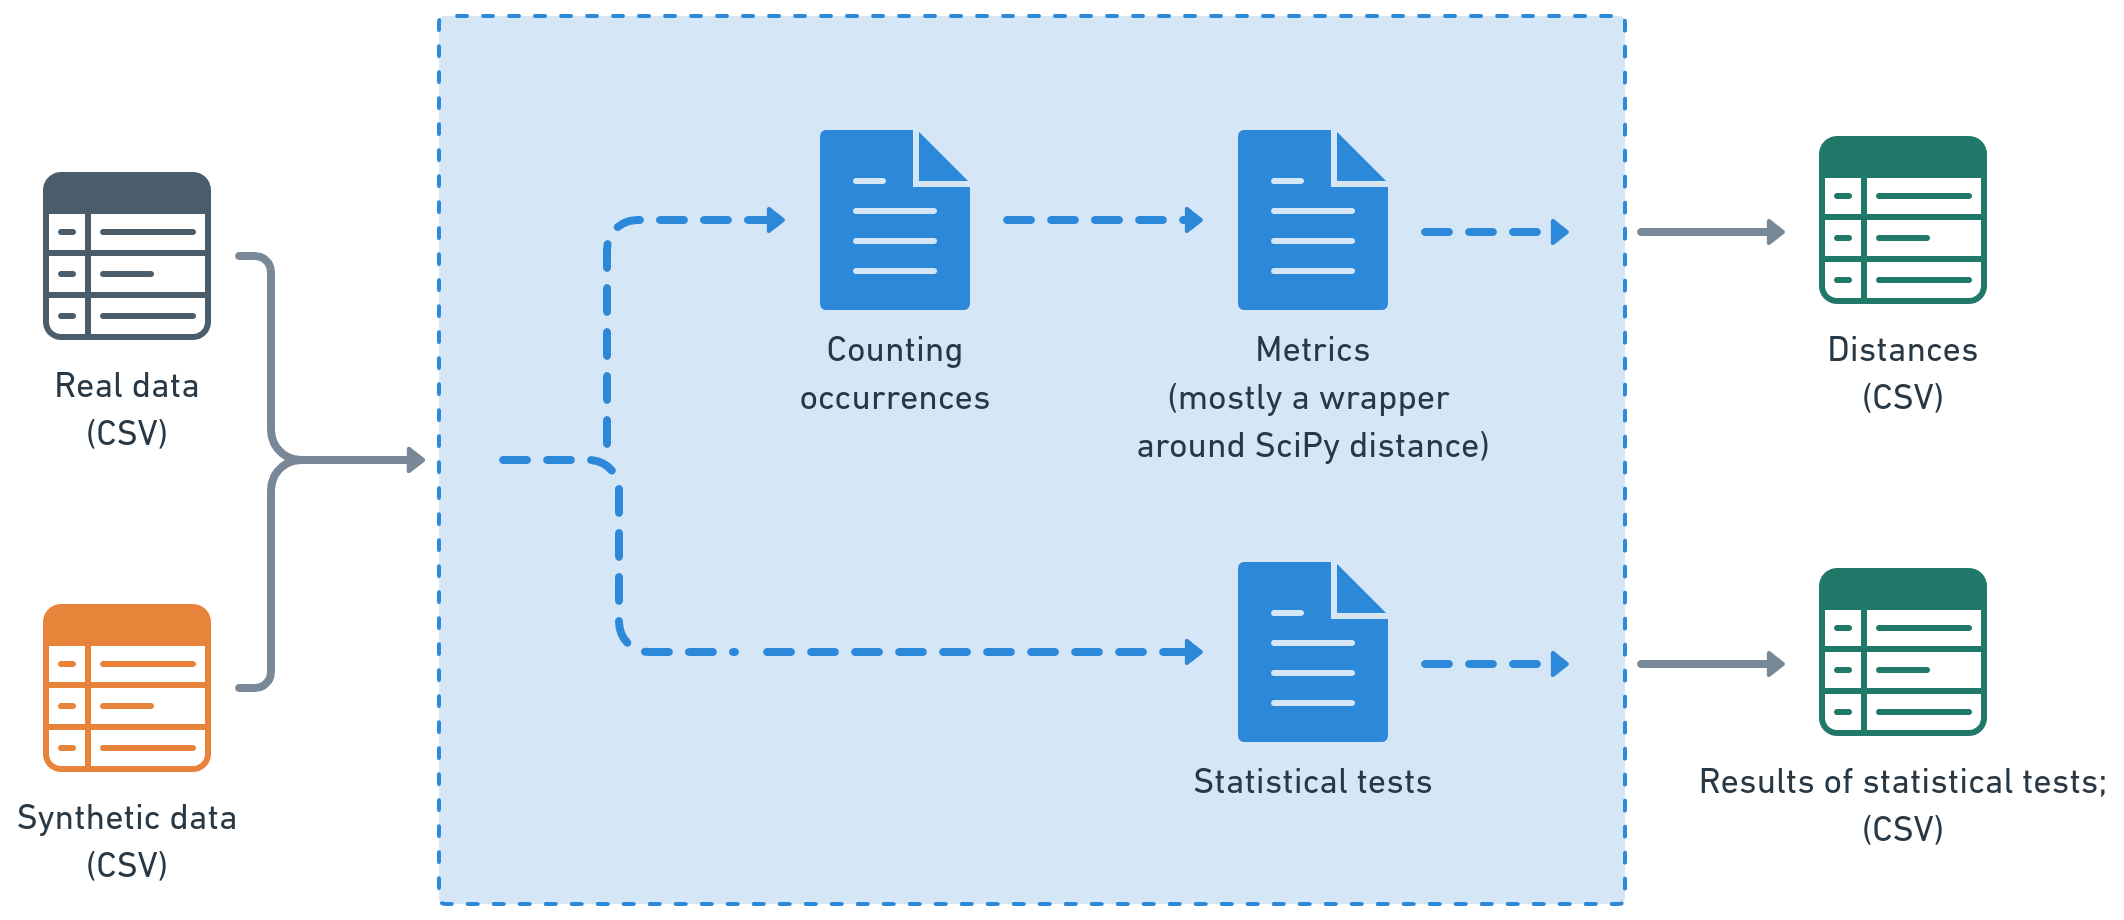 Real data
(CSV)
Synthetic data
(CSV)
Counting
occurrences
Metrics
(mostly a wrapper
around SciPy distance)
Statistical tests
Distances
(CSV)
Results of statistical tests;
(CSV)